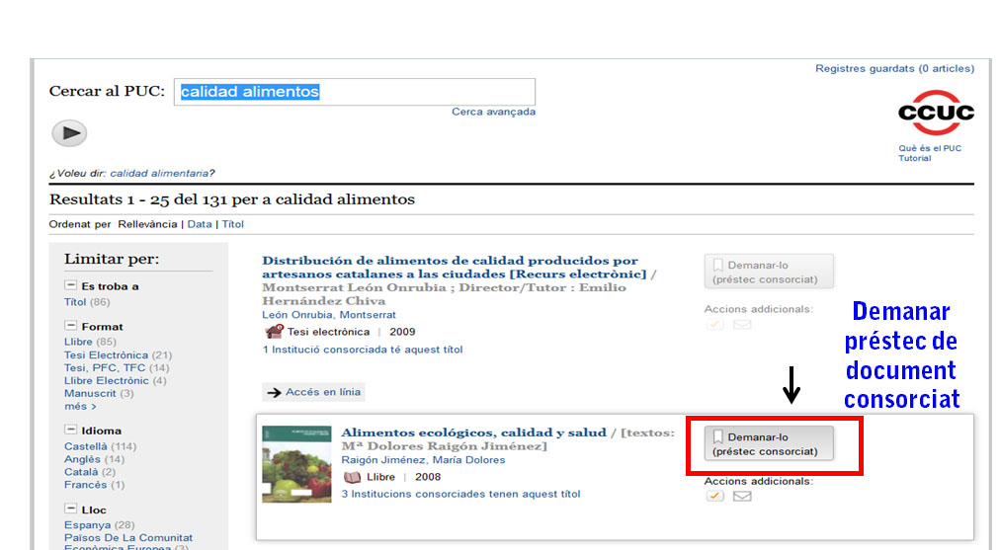 Registres guardats (0 articles)
Cercar al PUC: calidad alimentos
Cerca avançada
CCUC
Què és el PUC
Tutorial
¿Voleu dir: calidad alimentaria?
Resultats 1 - 25 del 131 per a calidad alimentos
Ordenat per Rellevància | Data | Títol
Limitar per:
Es troba a
Títol (86)
Format
Llibre (85)
Tesi Electrònica (21)
Tesi, PFC, TFC (14)
Llibre Electrònic (4)
Manuscrit (3)
més >
Idioma
Castellà (114)
Anglès (14)
Català (2)
Francès (1)
Lloc
Espanya (28)
Països De La Comunitat
Econòmica Europea (3)
Distribución de alimentos de calidad producidos por
artesanos catalanes a las ciudades [Recurs electrònic] /
Montserrat León Onrubia ; Director/Tutor : Emilio
Hernández Chiva
León Onrubia, Montserrat
Tesi electrònica | 2009
1 Institució consorciada té aquest títol
Accés en línia
Demanar-lo
(préstec consorciat)
Accions addicionals:
Demanar
préstec de
document
consorciat
Alimentos ecológicos, calidad y salud / [textos:
Mª Dolores Raigón Jiménez]
Raigón Jiménez, María Dolores
Llibre | 2008
3 Institucions consorciades tenen aquest títol
Demanar-lo
(préstec consorciat)
Accions addicionals: